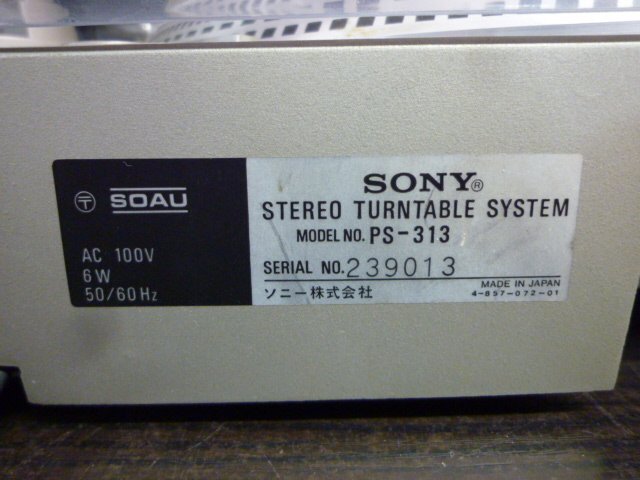 〒 SOAU
AC 100V
6W
50/60Hz
SONY®
STEREO TURNTABLE SYSTEM
MODEL NO. PS-313
SERIAL NO. 239013
ソニー株式会社
MADE IN JAPAN
4-857-072-01